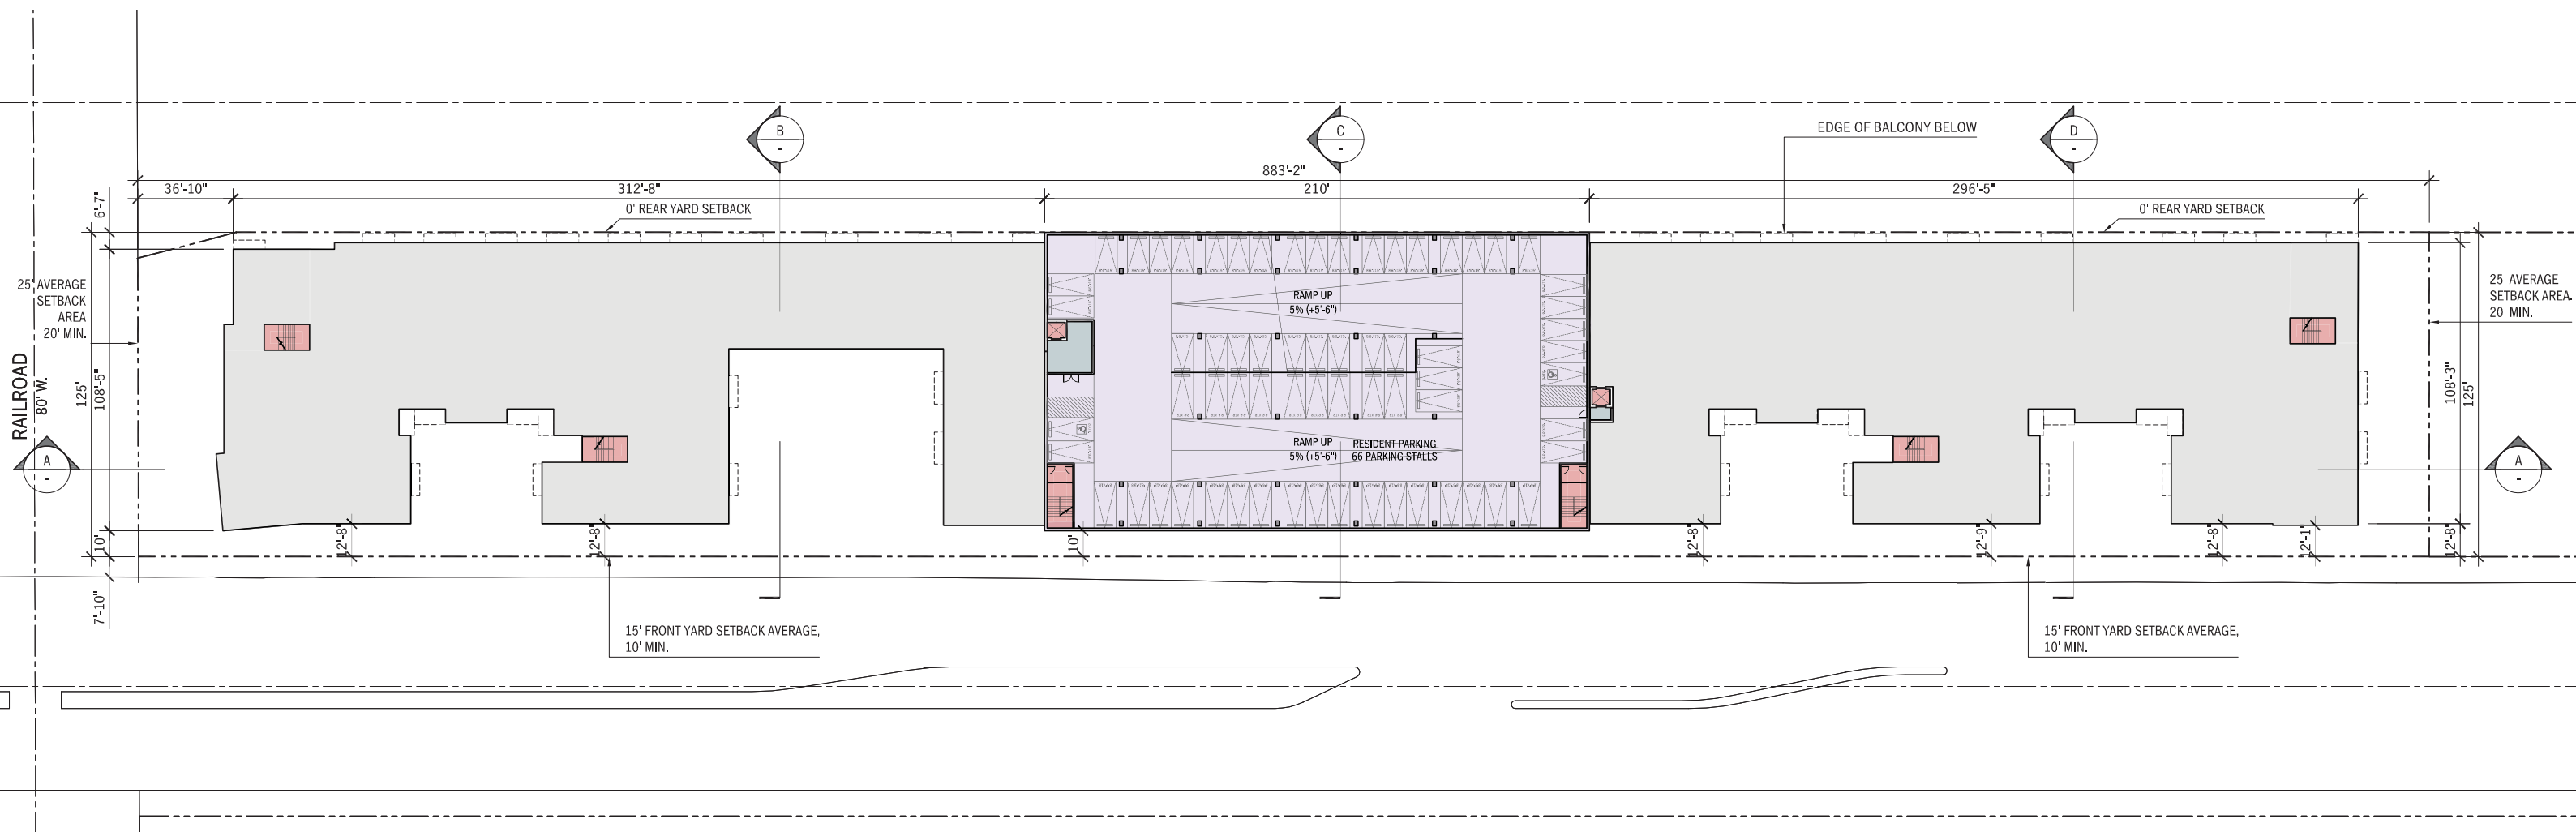 B
-
C
-
D
-
EDGE OF BALCONY BELOW
883'-2"
36'-10"
312'-8"
210'
296'-5"
6'-7"
0' REAR YARD SETBACK
0' REAR YARD SETBACK
25' AVERAGE
SETBACK
AREA
20' MIN.
25' AVERAGE
SETBACK AREA.
20' MIN.
RAMP UP
5% (+5'-6")
RAILROAD
80' W.
125'
108'-5"
108'-3"
125'
RAMP UP
5% (+5'-6")
RESIDENT PARKING
66 PARKING STALLS
A
-
A
-
10'
12'-8"
12'-8"
10'
12'-8"
12'-9"
12'-8"
12'-1"
12'-8"
7'-10"
15' FRONT YARD SETBACK AVERAGE,
10' MIN.
15' FRONT YARD SETBACK AVERAGE,
10' MIN.